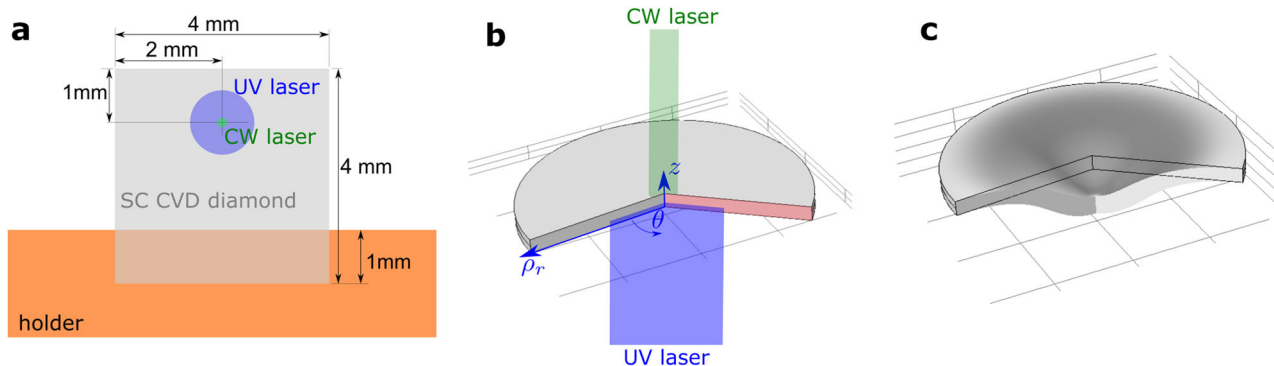 a
4 mm
2 mm
1mm
UV laser
CW laser
4 mm
SC CVD diamond
1mm
holder
b
CW laser
z
θ
ρr
UV laser
c